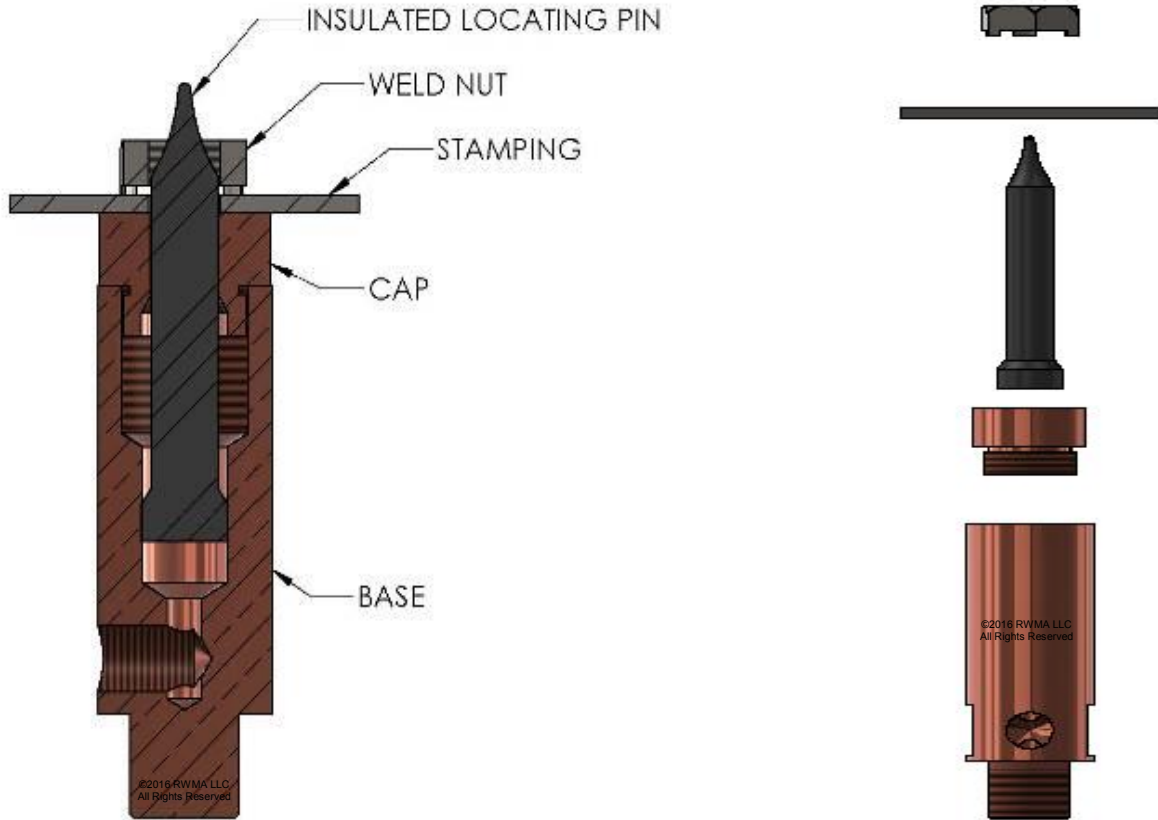 INSULATED LOCATING PIN
WELD NUT
STAMPING
CAP
BASE
©2016 RWMA LLC
All Rights Reserved
©2016 RWMA LLC
All Rights Reserved